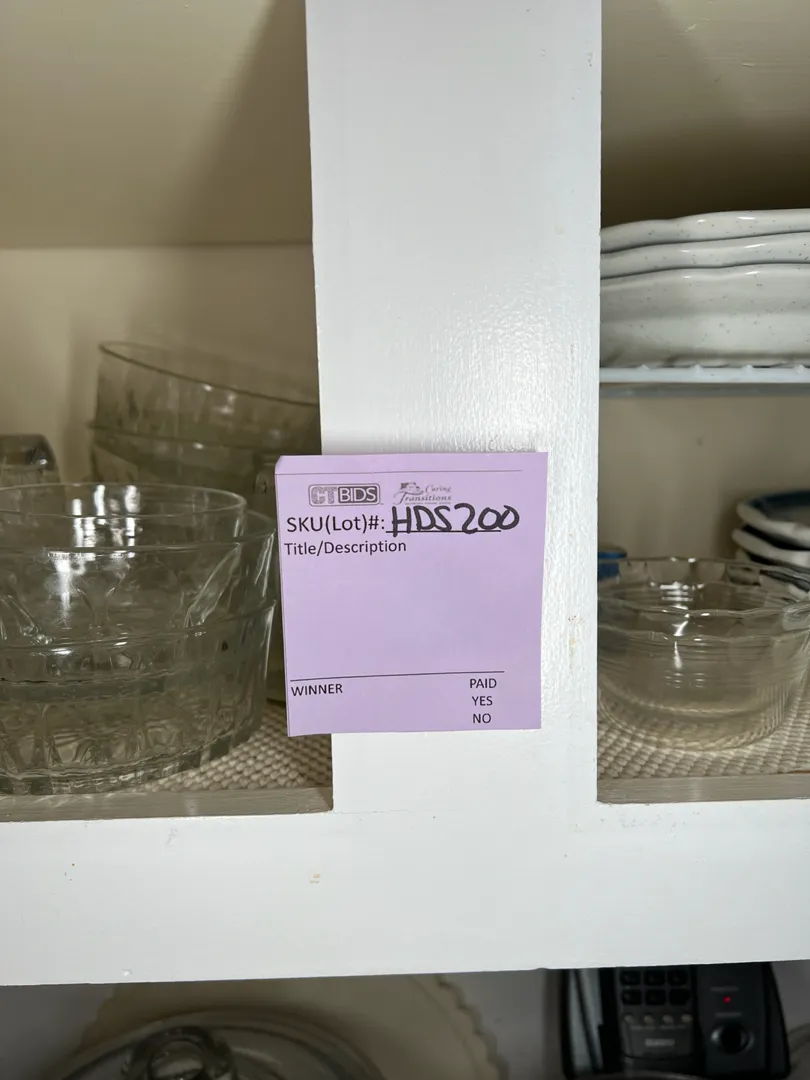 CTBIDS Caring Transitions
SKU(Lot)#: HDS200
Title/Description
WINNER PAID
YES
NO